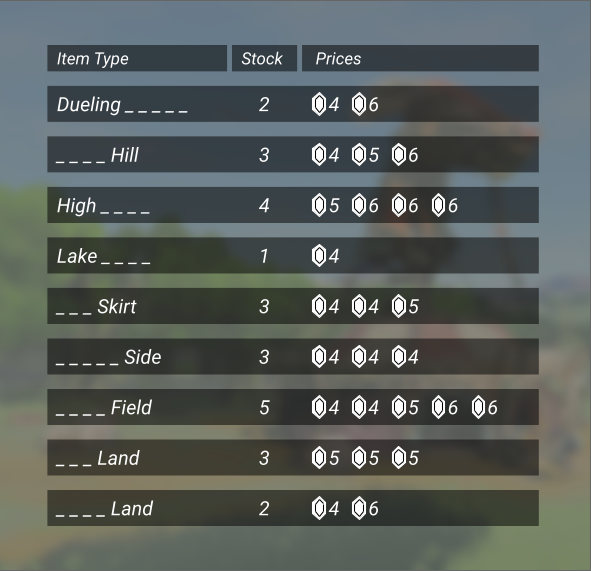 Item Type Stock Prices
Dueling _ _ _ _ _ 2 4 6
_ _ _ _ Hill 3 4 5 6
High _ _ _ _ 4 5 6 6 6
Lake _ _ _ _ 1 4
_ _ _ Skirt 3 4 4 5
_ _ _ _ _ Side 3 4 4 4
_ _ _ _ Field 5 4 4 5 6 6
_ _ _ Land 3 5 5 5
_ _ _ _ Land 2 4 6